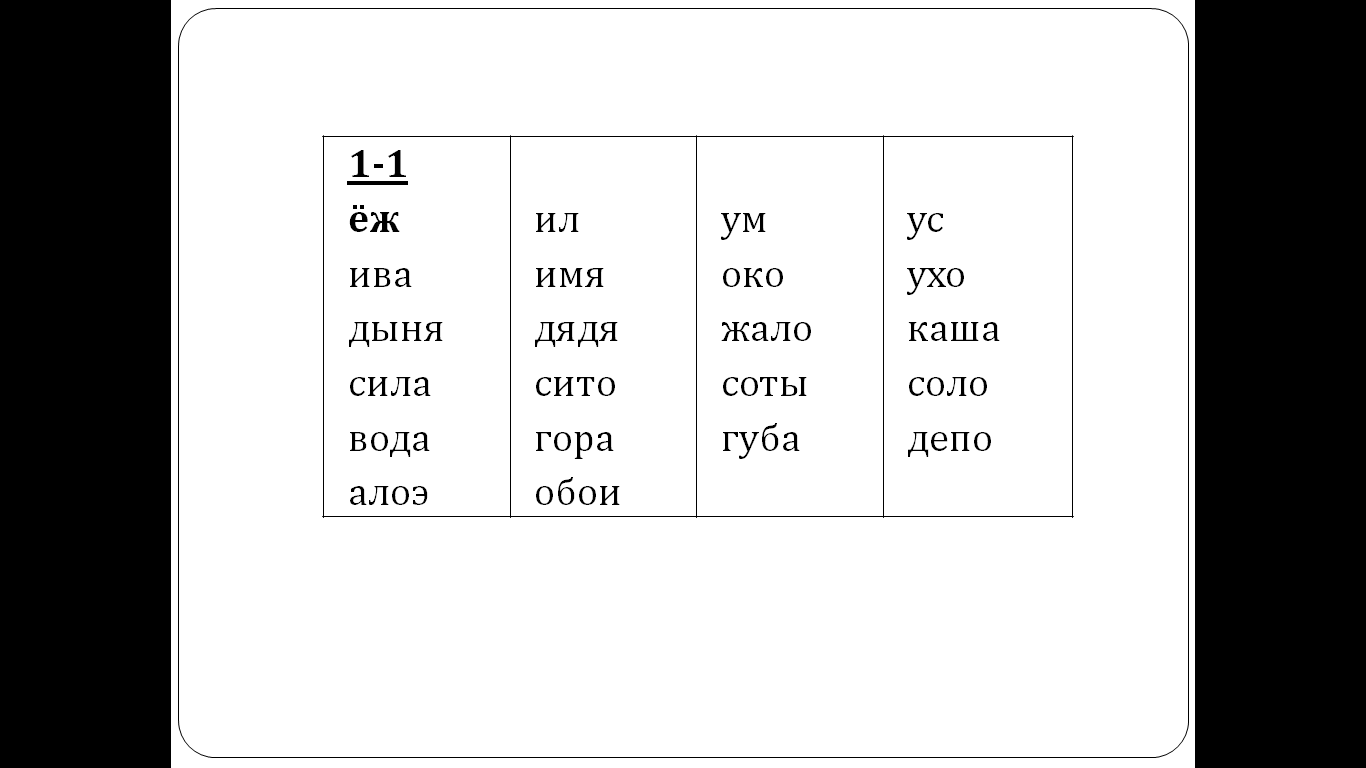 1-1
ёж ил ум ус
ива имя око ухо
дыня дядя жало каша
сила сито соты соло
вода гора губа депо
алоэ обои